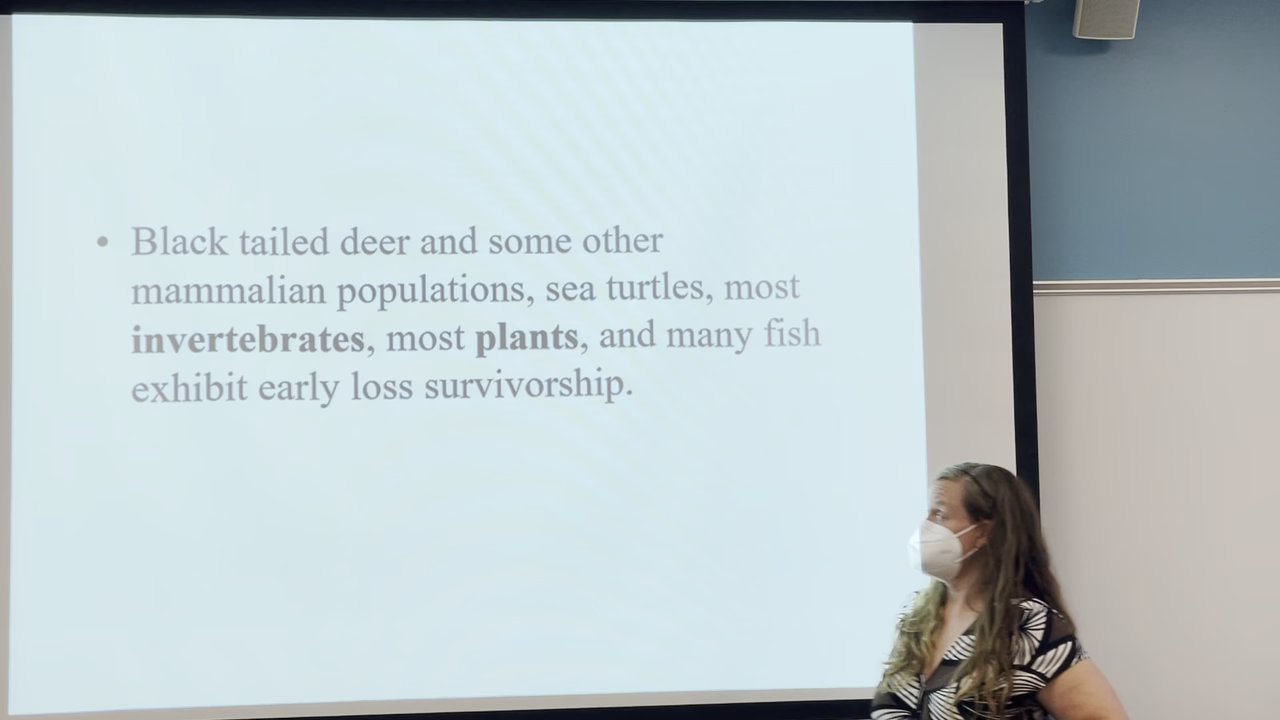 • Black tailed deer and some other
mammalian populations, sea turtles, most
invertebrates, most plants, and many fish
exhibit early loss survivorship.